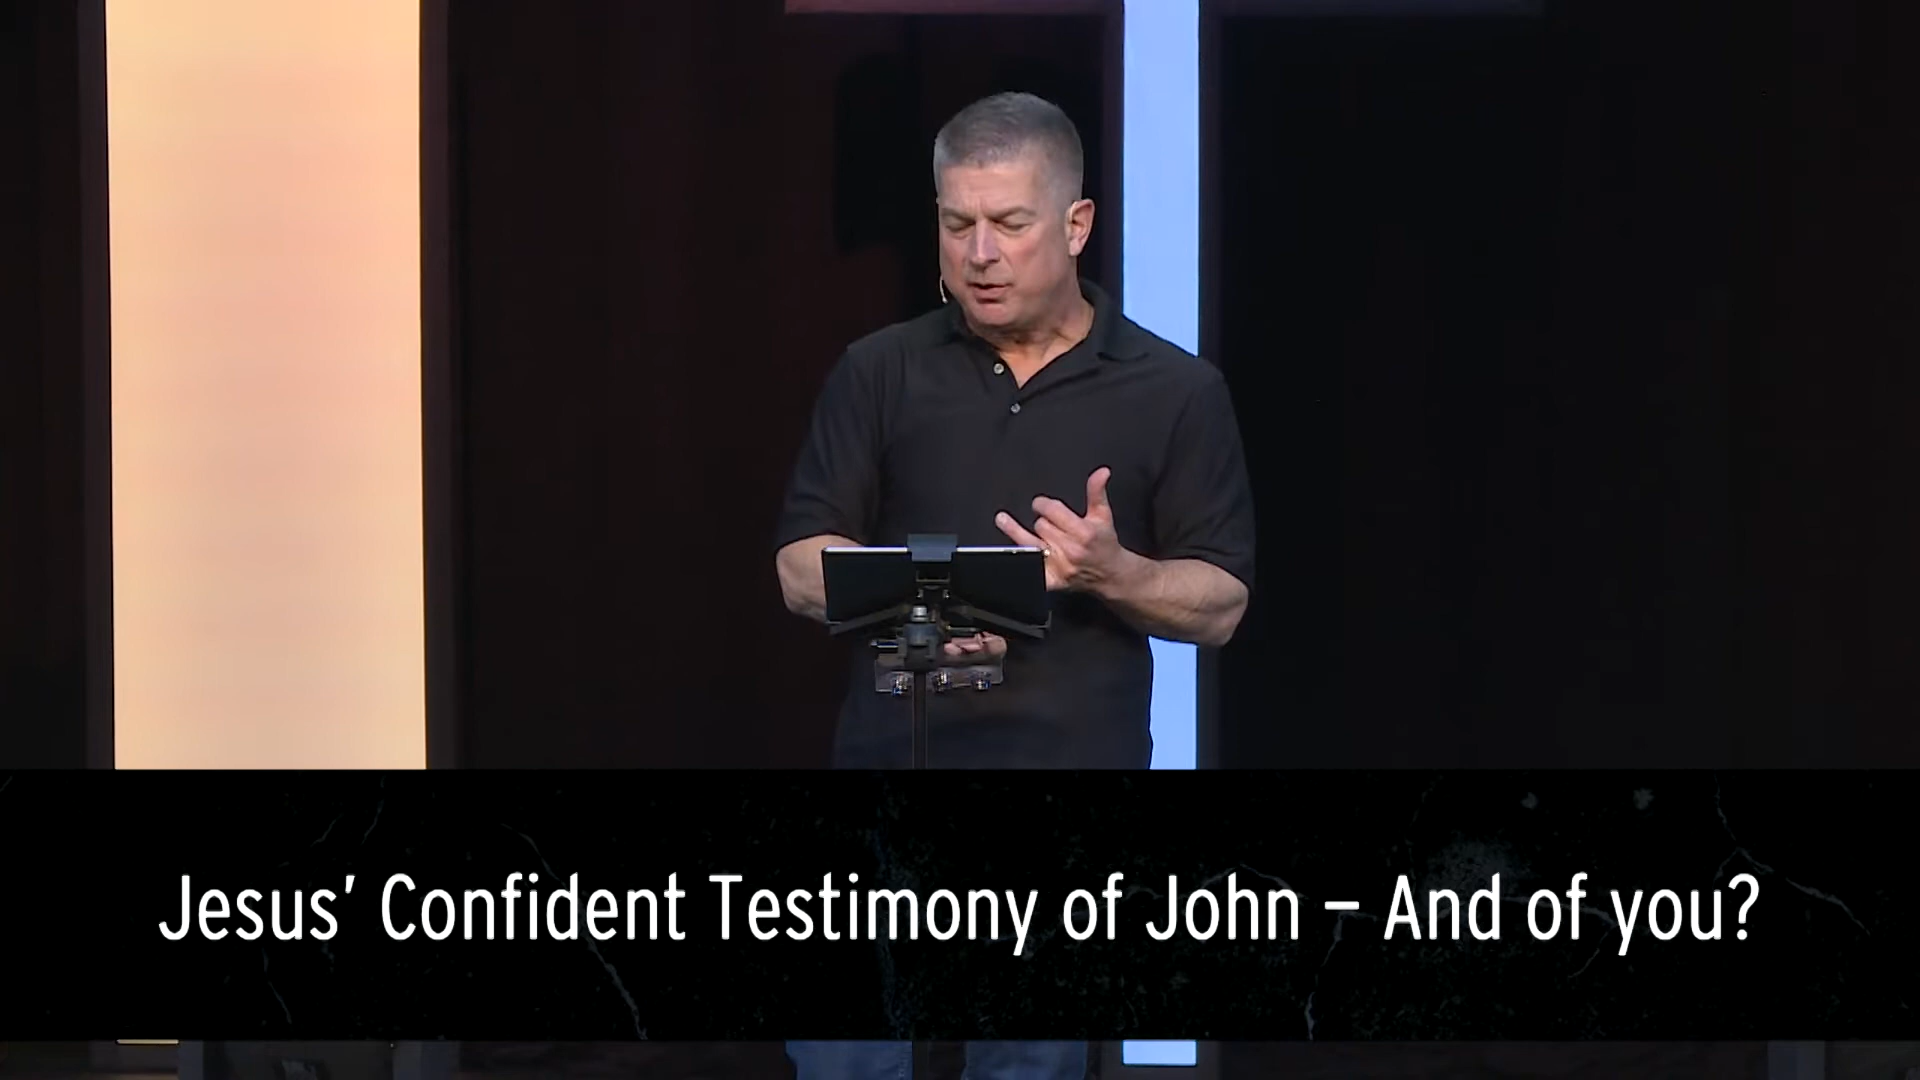 Jesus’ Confident Testimony of John – And of you?